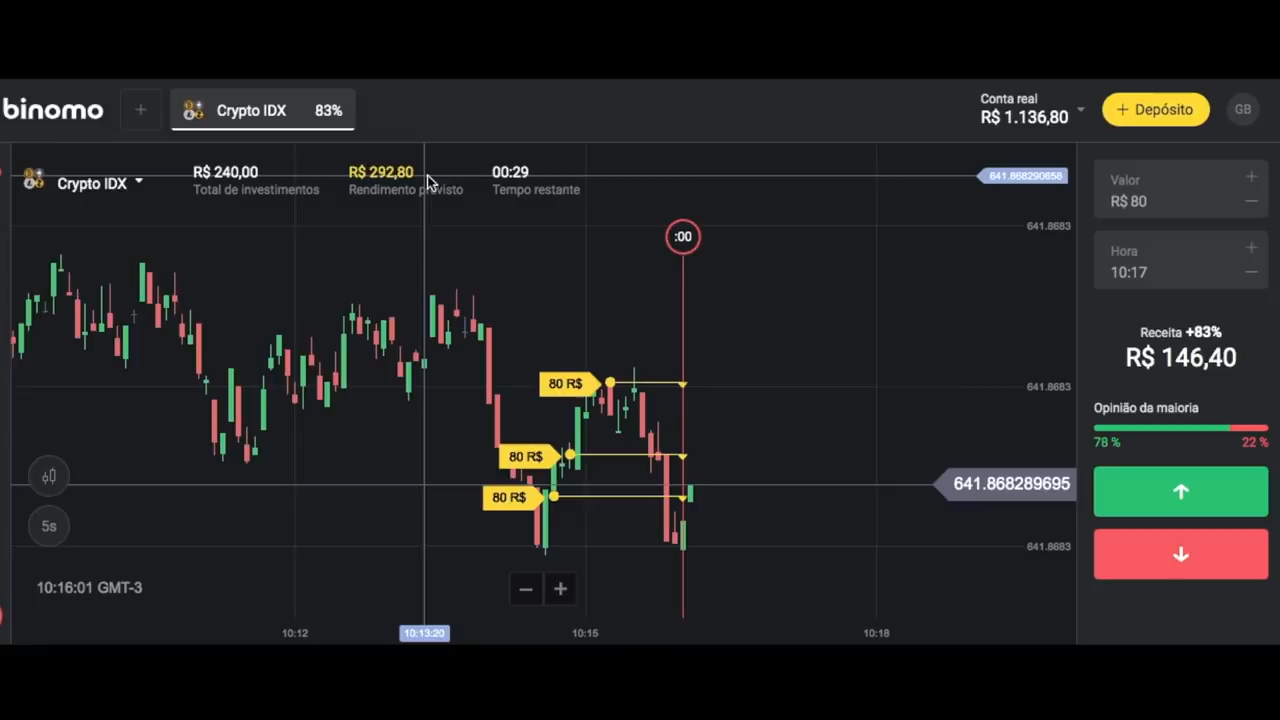 binomo
+
Crypto IDX 83%
Conta real
R$ 1.136,80
+ Depósito
GB
Crypto IDX
R$ 240,00
Total de investimentos
R$ 292,80
Rendimento previsto
00:29
Tempo restante
641.868290658
641.8683
:00
Valor
R$ 80
+
−
Hora
10:17
+
−
Receita +83%
R$ 146,40
Opinião da maioria
78 % 22 %
80 R$
641.8683
80 R$
80 R$
641.868289695
641.8683
5s
10:16:01 GMT-3
− +
10:12
10:13:20
10:15
10:18